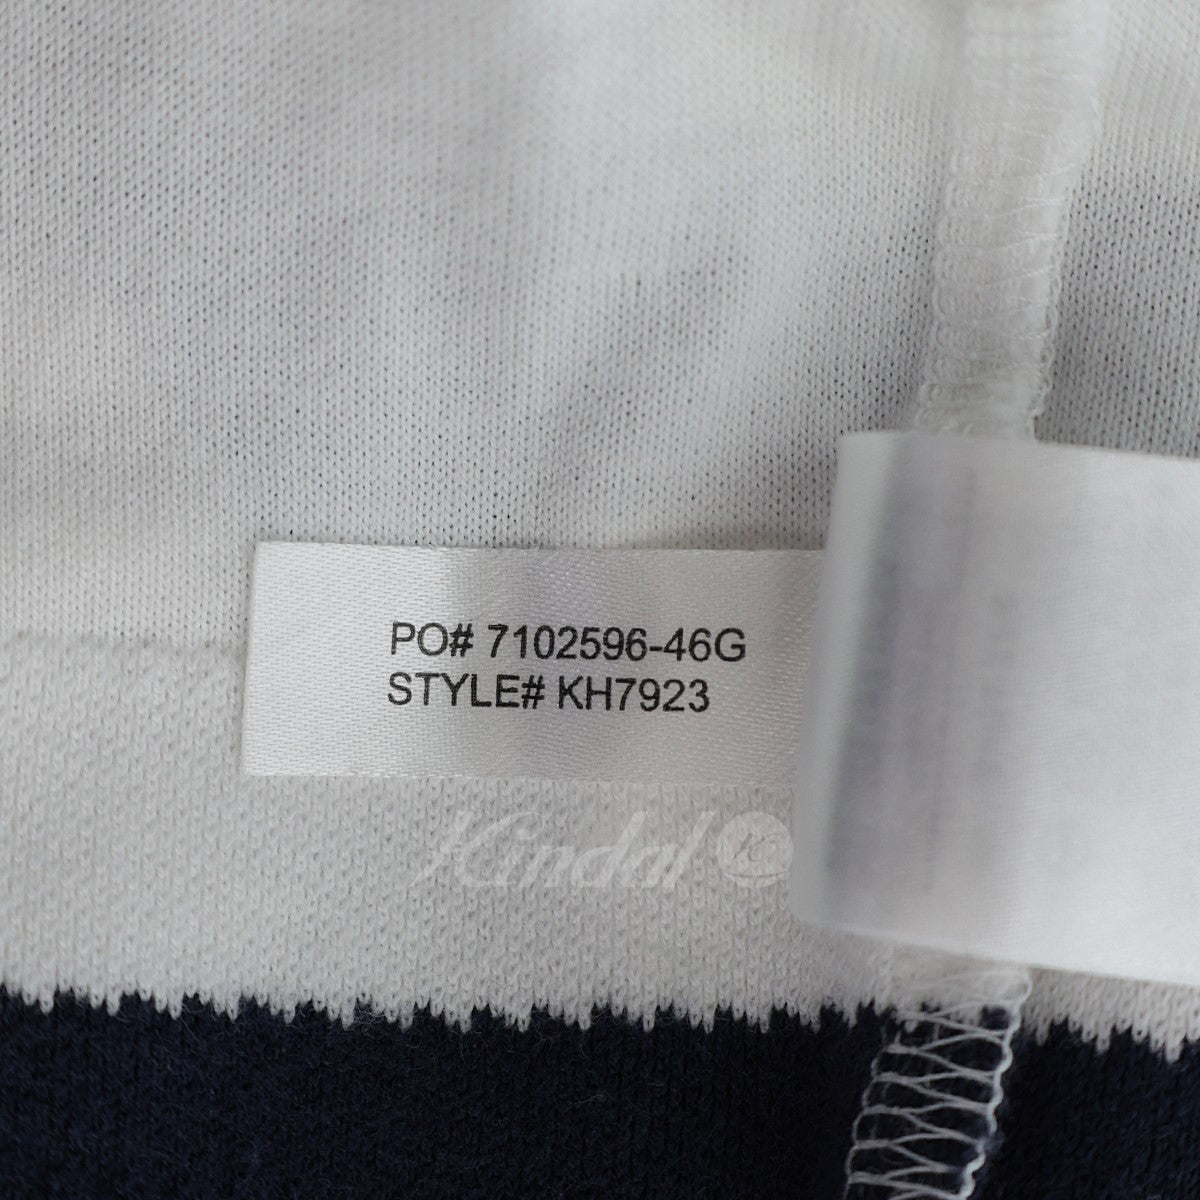 PO# 7102596-46G
STYLE# KH7923
Kindal K